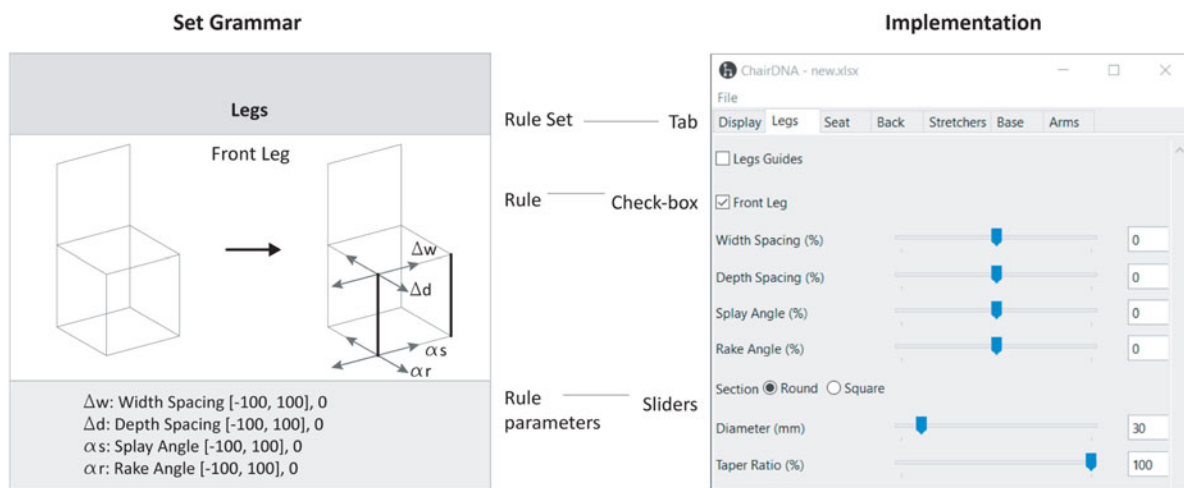 Set Grammar
Implementation
Legs
Front Leg
Δw
Δd
αs
αr
Δw: Width Spacing [-100, 100], 0
Δd: Depth Spacing [-100, 100], 0
αs: Splay Angle [-100, 100], 0
αr: Rake Angle [-100, 100], 0
Rule Set Tab
Rule Check-box
Rule
parameters Sliders
ChairDNA - new.xlsx
File
Display Legs Seat Back Stretchers Base Arms
Legs Guides
Front Leg
Width Spacing (%) 0
Depth Spacing (%) 0
Splay Angle (%) 0
Rake Angle (%) 0
Section Round Square
Diameter (mm) 30
Taper Ratio (%) 100